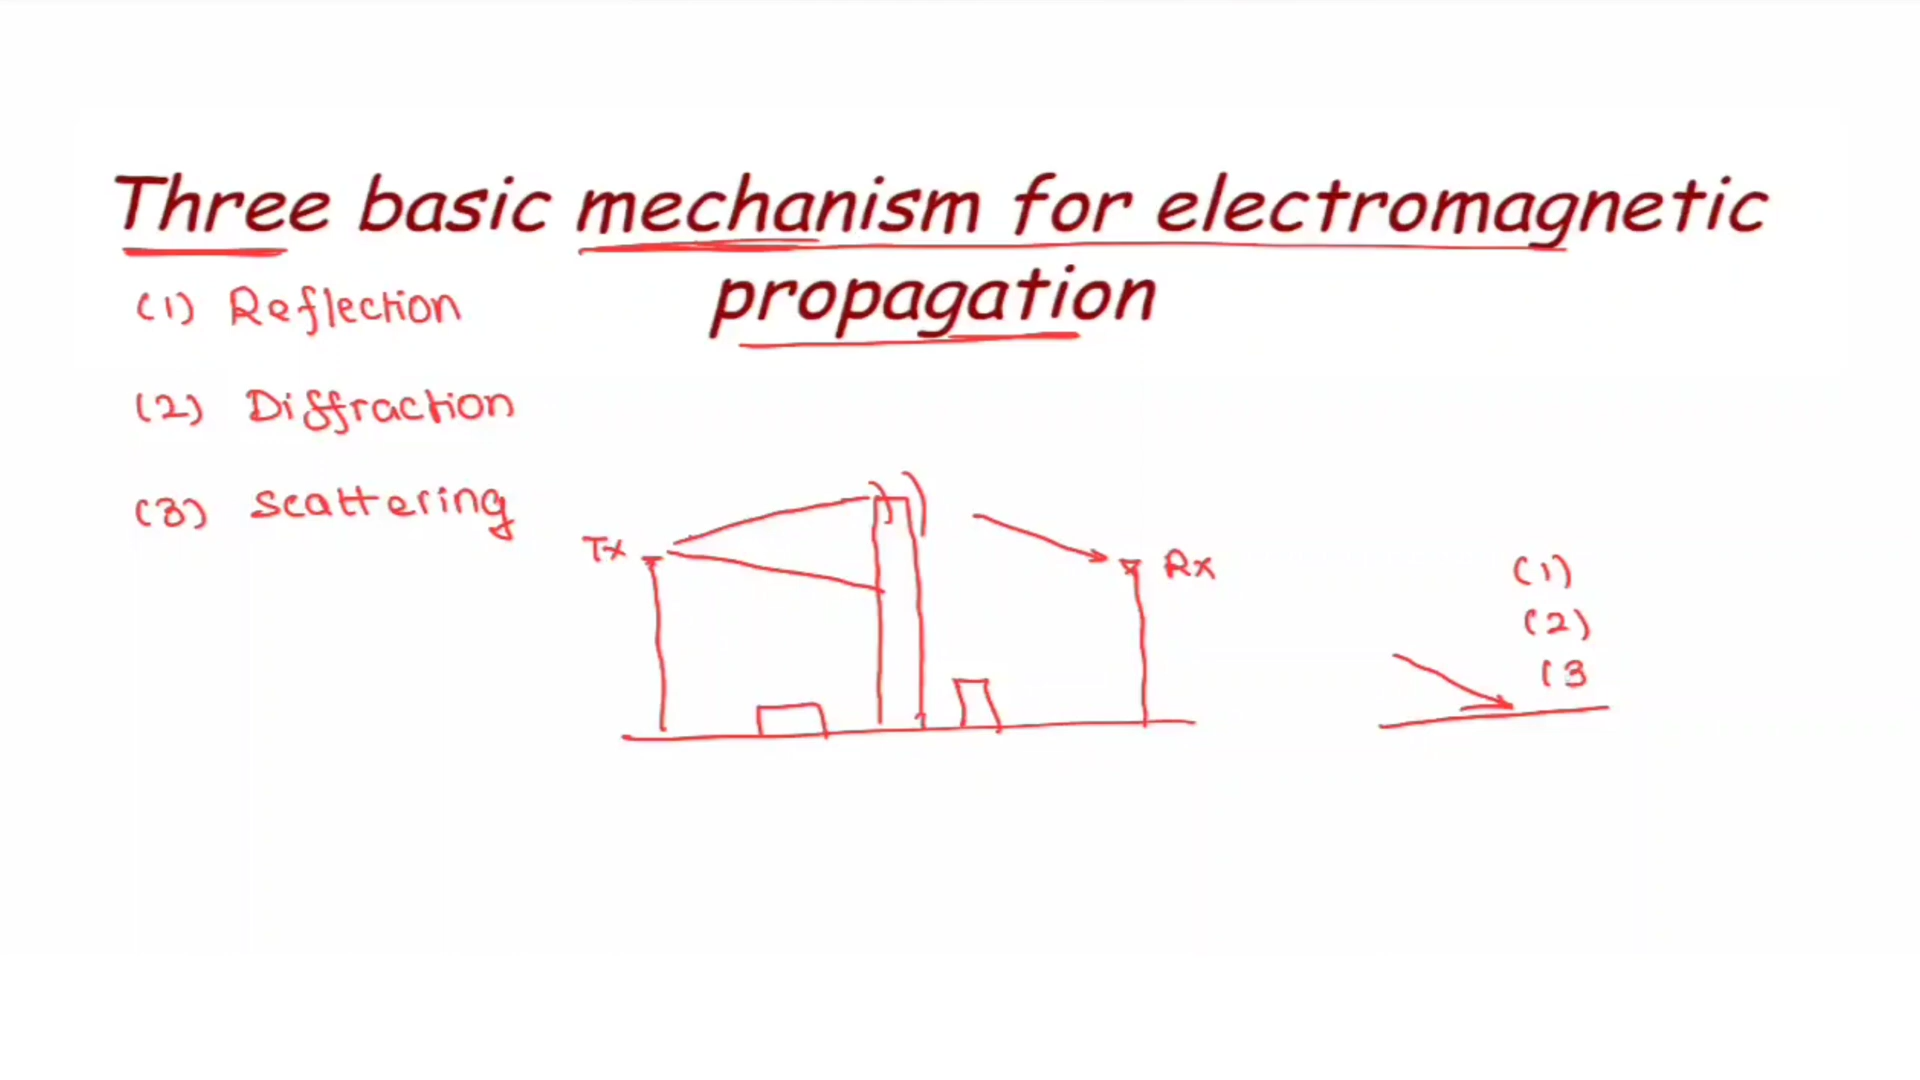 Three basic mechanism for electromagnetic
propagation
(1) Reflection
(2) Diffraction
(3) Scattering
Tx
Rx
(1)
(2)
(3